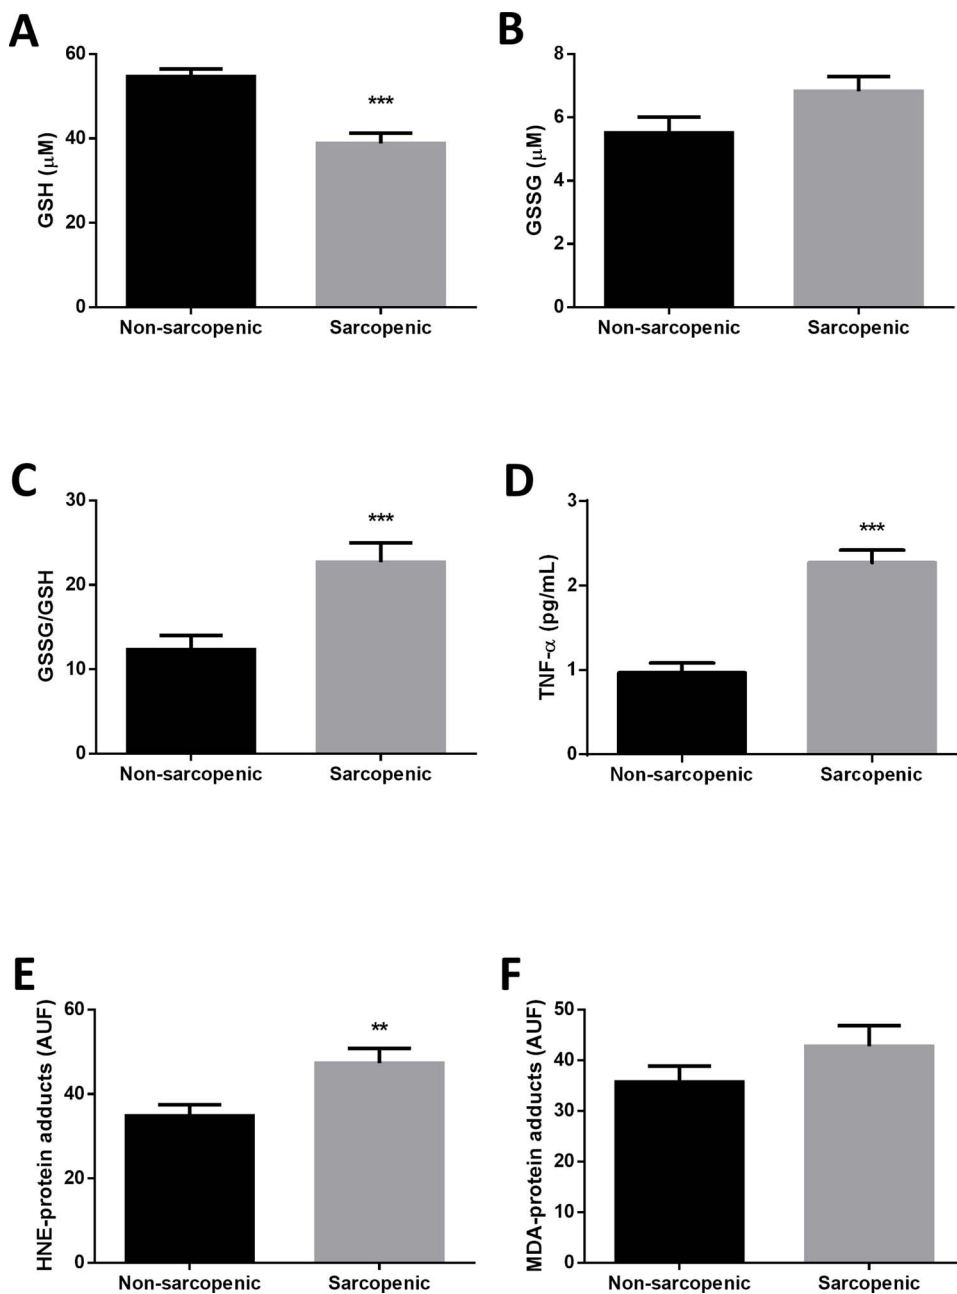 A
GSH (μM)
60
40
20
0
***
Non-sarcopenic
Sarcopenic
B
GSSG (μM)
8
6
4
2
0
Non-sarcopenic
Sarcopenic
C
GSSG/GSH
30
20
10
0
***
Non-sarcopenic
Sarcopenic
D
TNF-α (pg/mL)
3
2
1
0
***
Non-sarcopenic
Sarcopenic
E
HNE-protein adducts (AUF)
60
40
20
0
**
Non-sarcopenic
Sarcopenic
F
MDA-protein adducts (AUF)
50
40
30
20
10
0
Non-sarcopenic
Sarcopenic